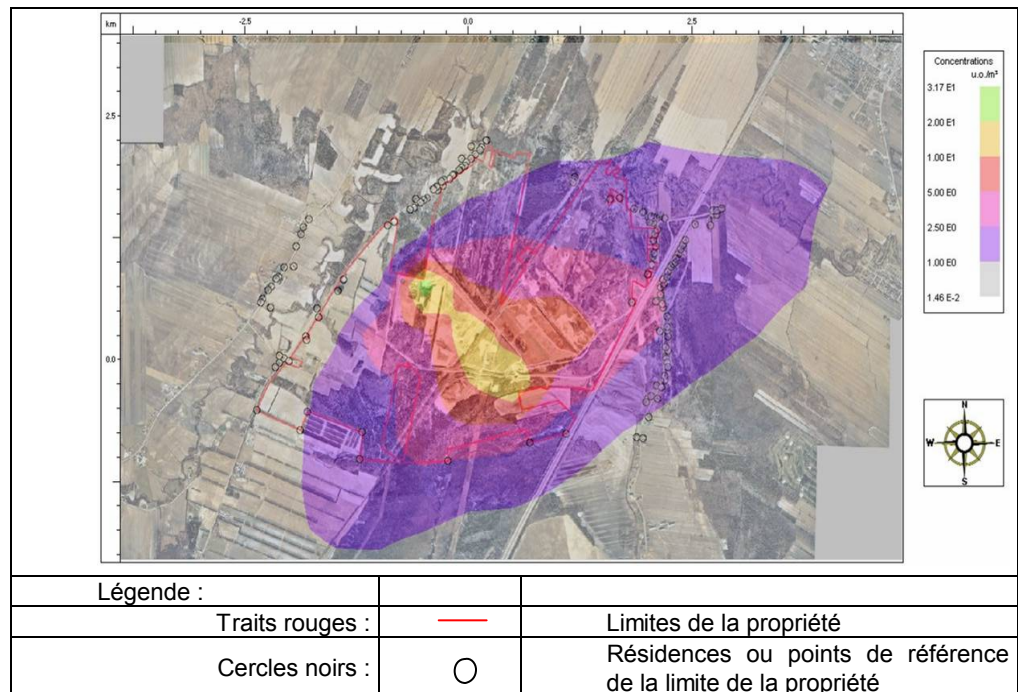 km
-2.5
0.0
2.5
2.5
0.0
Concentrations
u.o./m³
3.17 E1
2.00 E1
1.00 E1
5.00 E0
2.50 E0
1.00 E0
1.46 E-2
N
W
E
S
Légende :
Traits rouges :
Limites de la propriété
Cercles noirs :
Résidences ou points de référence
de la limite de la propriété